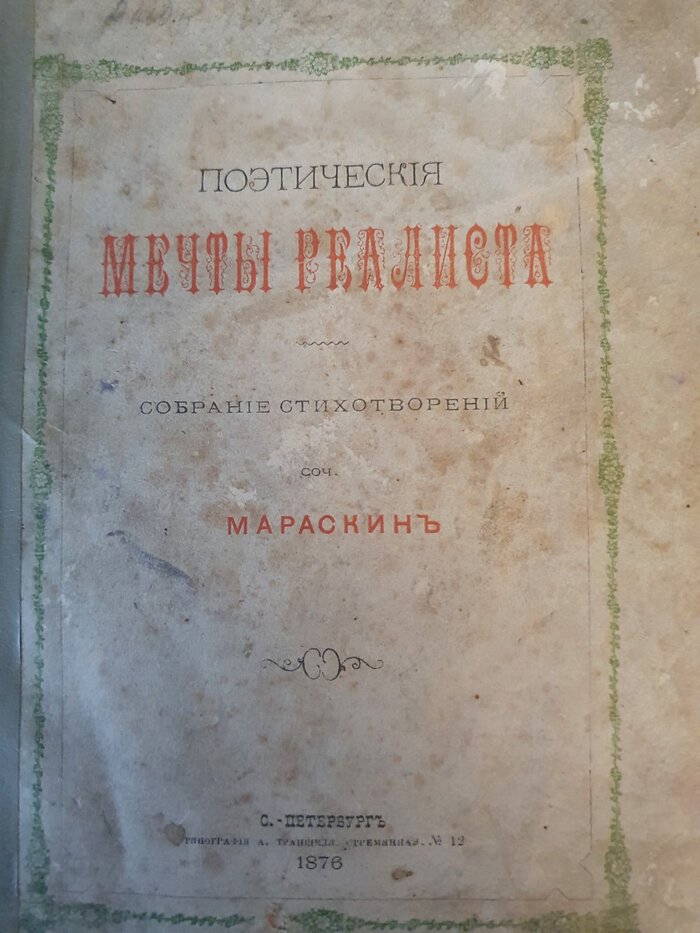 ПОЭТИЧЕСКІЯ
МЕЧТЫ РЕАЛИСТА
СОБРАНІЕ СТИХОТВОРЕНІЙ
СОЧ.
МАРАСКИНЪ
С.-ПЕТЕРБУРГЪ
ТИПОГРАФІЯ А. ТРАНШЕЛЯ СТРЕМЯННАЯ. № 12
1876